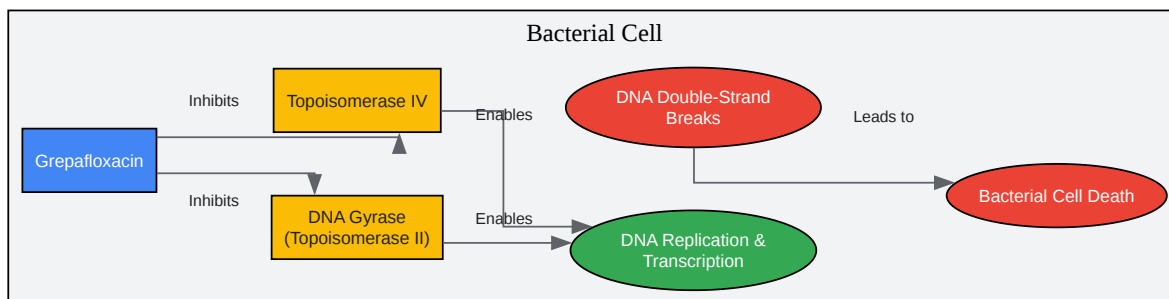 Bacterial Cell
Inhibits
Topoisomerase IV
Enables
DNA Double-Strand
Breaks
Leads to
Grepafloxacin
Inhibits
DNA Gyrase
(Topoisomerase II)
Enables
DNA Replication &
Transcription
Bacterial Cell Death